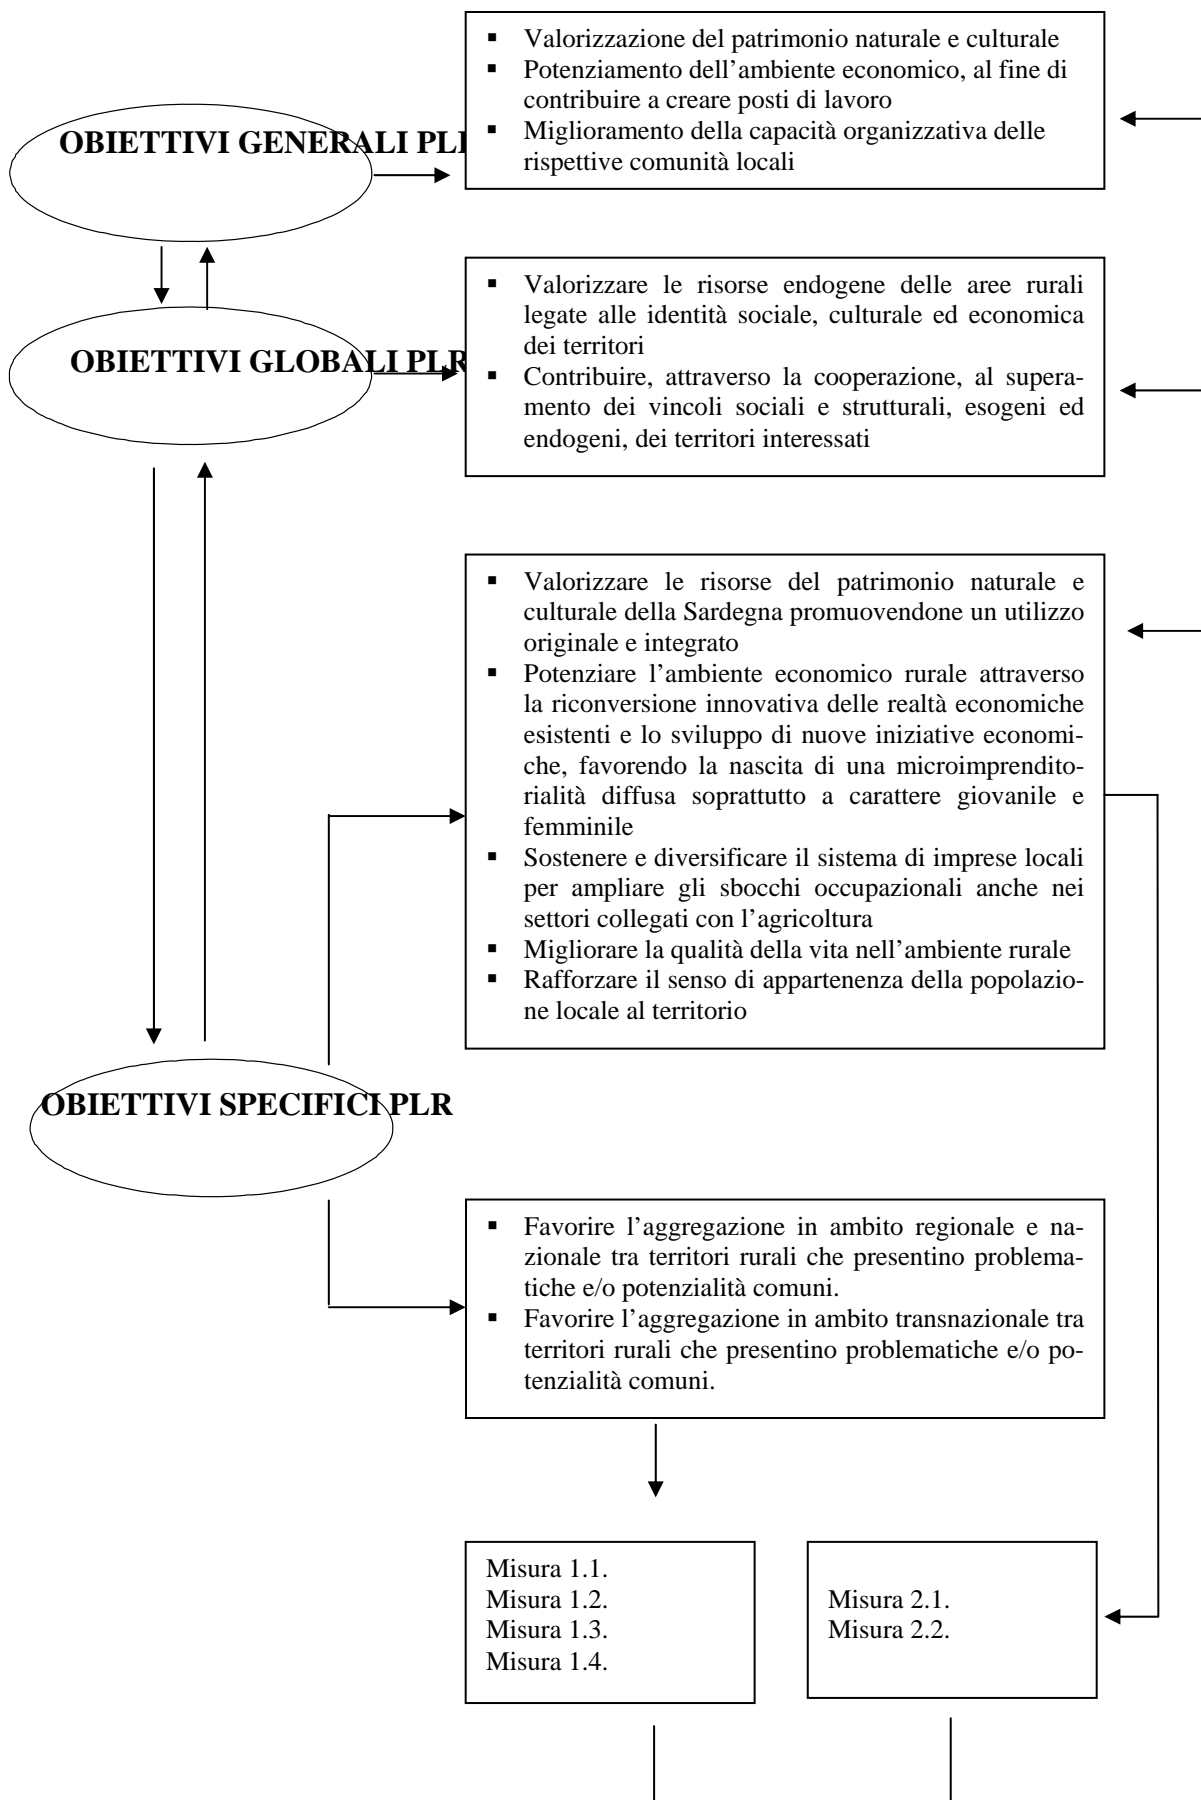 ▪ Valorizzazione del patrimonio naturale e culturale
▪ Potenziamento dell’ambiente economico, al fine di
contribuire a creare posti di lavoro
▪ Miglioramento della capacità organizzativa delle
rispettive comunità locali
OBIETTIVI GENERALI PL
▪ Valorizzare le risorse endogene delle aree rurali
legate alle identità sociale, culturale ed economica
dei territori
▪ Contribuire, attraverso la cooperazione, al supera-
mento dei vincoli sociali e strutturali, esogeni ed
endogeni, dei territori interessati
OBIETTIVI GLOBALI PLR
▪ Valorizzare le risorse del patrimonio naturale e
culturale della Sardegna promuovendone un utilizzo
originale e integrato
▪ Potenziare l’ambiente economico rurale attraverso
la riconversione innovativa delle realtà economiche
esistenti e lo sviluppo di nuove iniziative economi-
che, favorendo la nascita di una microimprendito-
rialità diffusa soprattutto a carattere giovanile e
femminile
▪ Sostenere e diversificare il sistema di imprese locali
per ampliare gli sbocchi occupazionali anche nei
settori collegati con l’agricoltura
▪ Migliorare la qualità della vita nell’ambiente rurale
▪ Rafforzare il senso di appartenenza della popolazio-
ne locale al territorio
OBIETTIVI SPECIFICI PLR
▪ Favorire l’aggregazione in ambito regionale e na-
zionale tra territori rurali che presentino problema-
tiche e/o potenzialità comuni.
▪ Favorire l’aggregazione in ambito transnazionale tra
territori rurali che presentino problematiche e/o po-
tenzialità comuni.
Misura 1.1.
Misura 1.2.
Misura 1.3.
Misura 1.4.
Misura 2.1.
Misura 2.2.